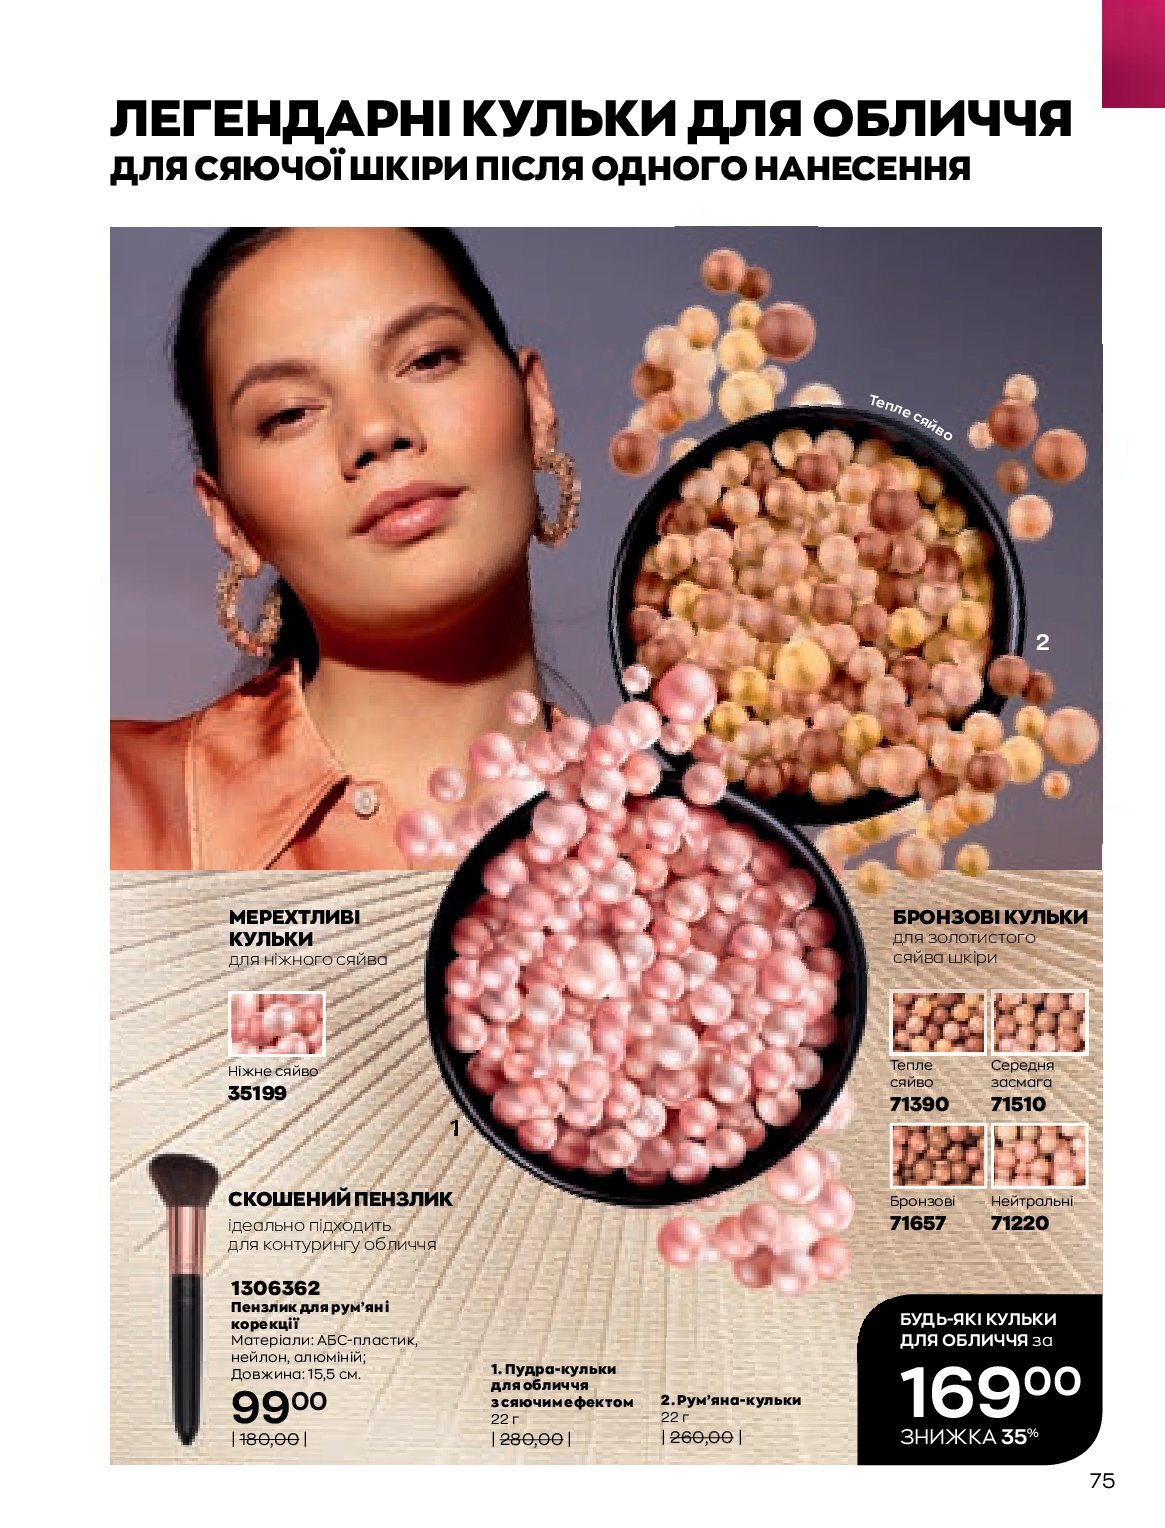 ЛЕГЕНДАРНІ КУЛЬКИ ДЛЯ ОБЛИЧЧЯ
ДЛЯ СЯЮЧОЇ ШКІРИ ПІСЛЯ ОДНОГО НАНЕСЕННЯ
Тепле сяйво
2
МЕРЕХТЛИВІ
КУЛЬКИ
для ніжного сяйва
Ніжне сяйво
35199
1
БРОНЗОВІ КУЛЬКИ
для золотистого
сяйва шкіри
Тепле
сяйво
71390
Середня
засмага
71510
Бронзові
71657
Нейтральні
71220
СКОШЕНИЙ ПЕНЗЛИК
ідеально підходить
для контурингу обличчя
1306362
Пензлик для рум'ян і
корекції
Матеріали: АБС-пластик,
нейлон, алюміній;
Довжина: 15,5 см.
9900
| 180,00 |
1. Пудра-кульки
для обличчя
з сяючим ефектом
22 г
| 280,00 |
2. Рум'яна-кульки
22 г
| 260,00 |
БУДЬ-ЯКІ КУЛЬКИ
ДЛЯ ОБЛИЧЧЯ за
16900
ЗНИЖКА 35%
75